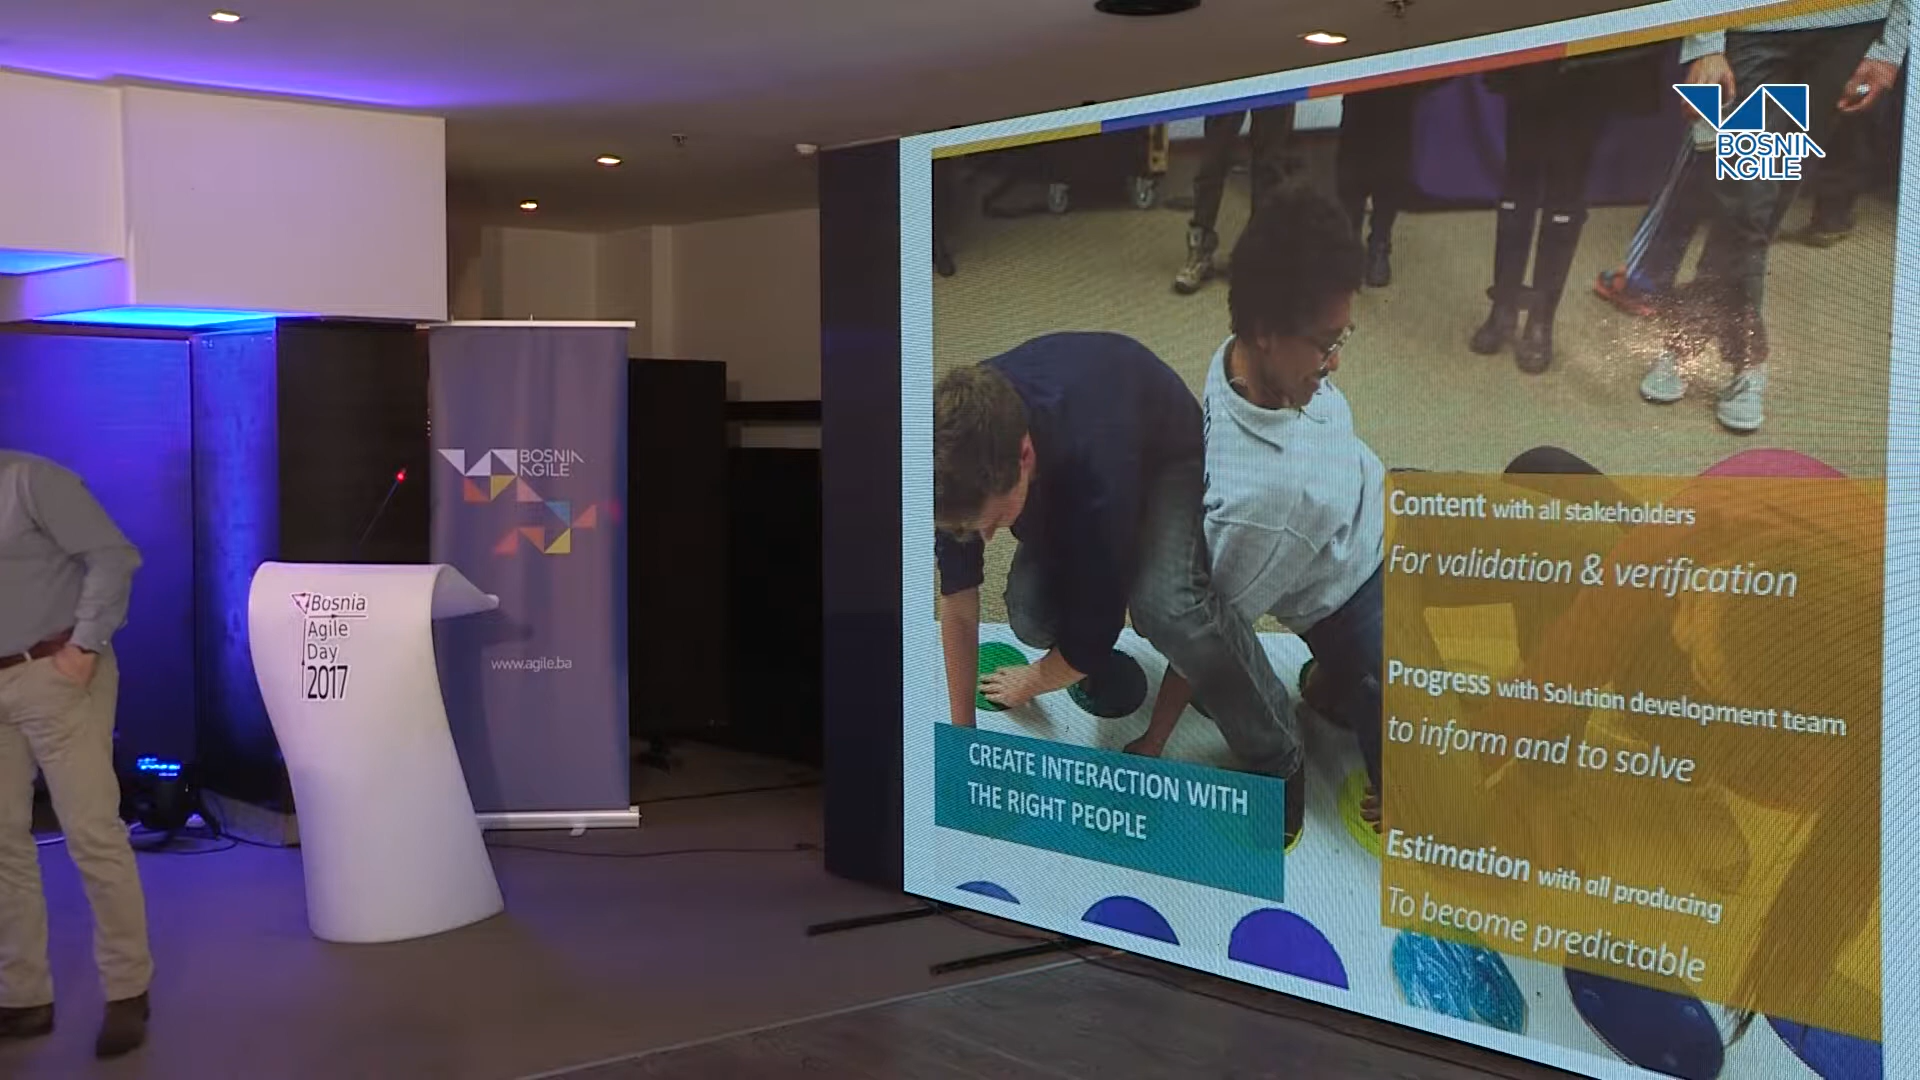 BOSNIA
AGILE
BOSNIA
AGILE
www.agile.ba
Bosnia
Agile
Day
2017
CREATE INTERACTION WITH
THE RIGHT PEOPLE
Content with all stakeholders
For validation & verification
Progress with Solution development team
to inform and to solve
Estimation with all producing
To become predictable